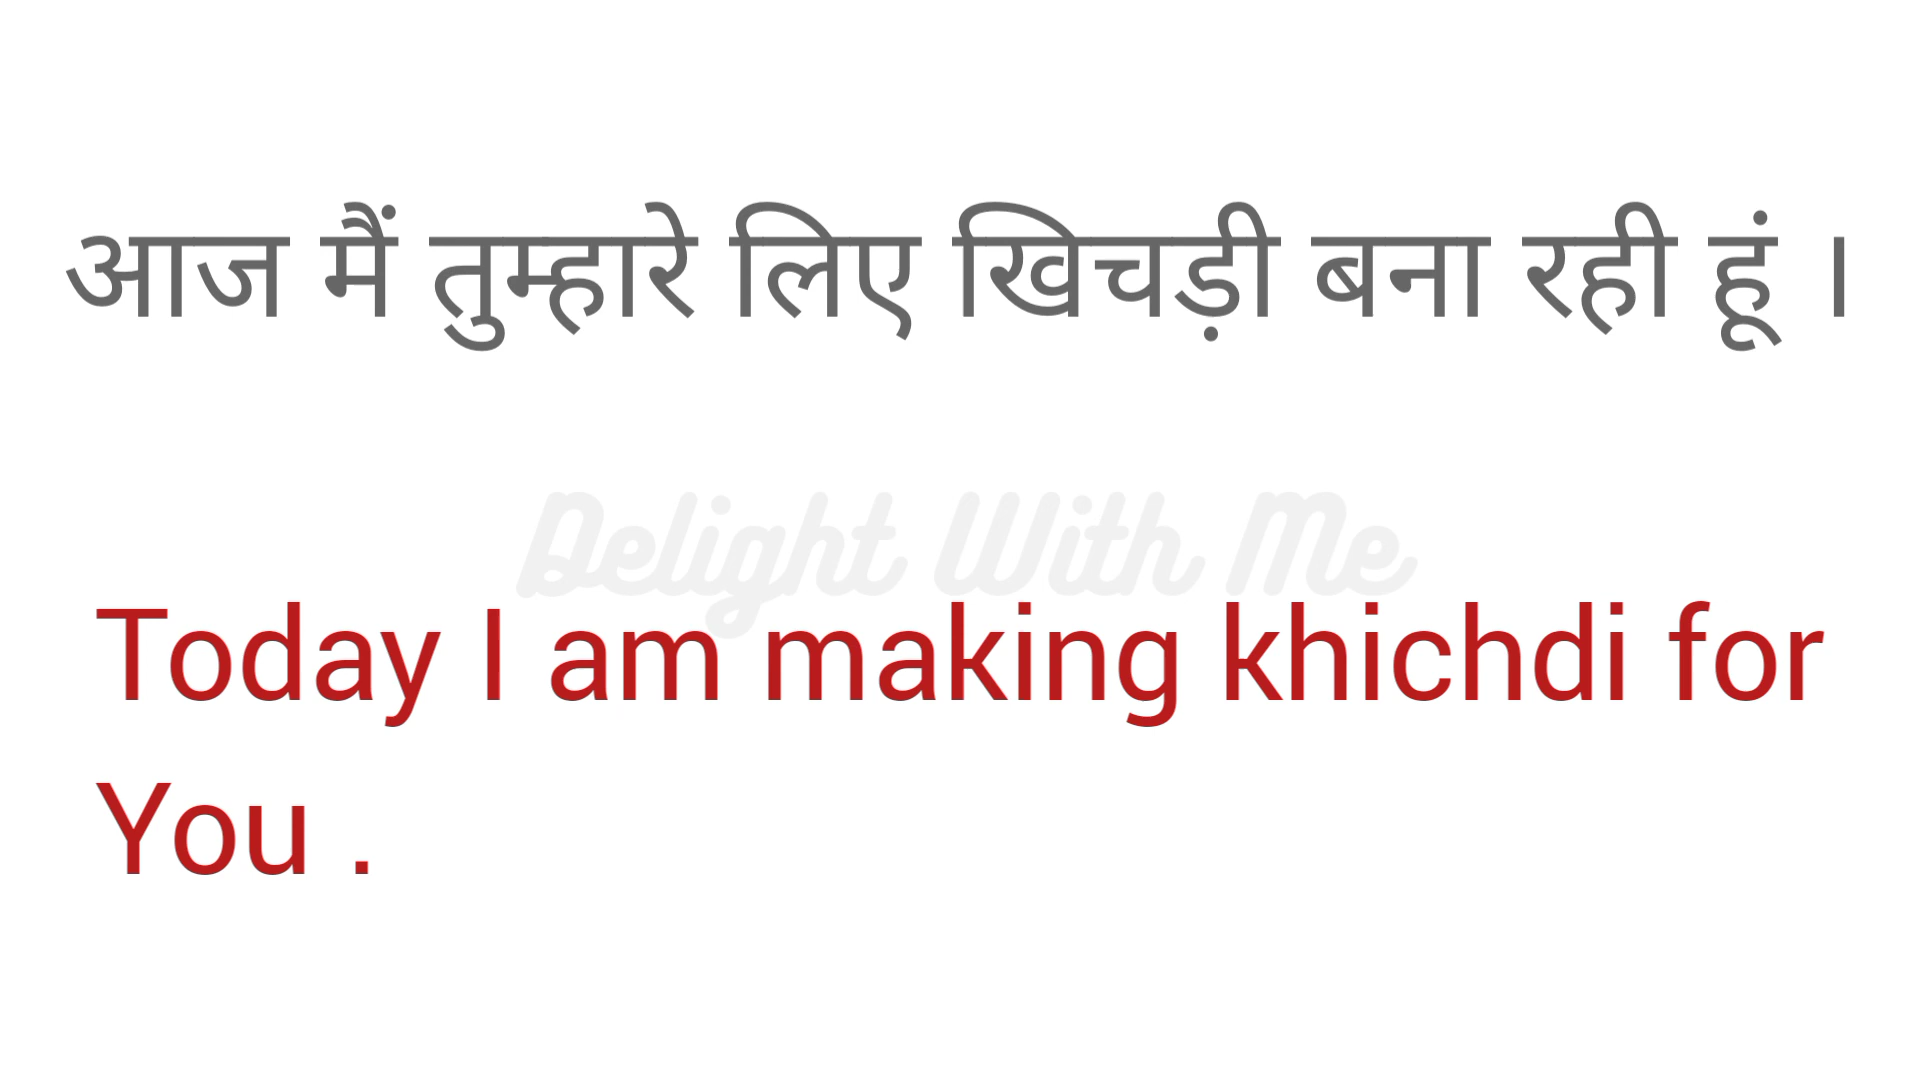 आज मैं तुम्हारे लिए खिचड़ी बना रही हूं ।
Delight With Me
Today I am making khichdi for
You .